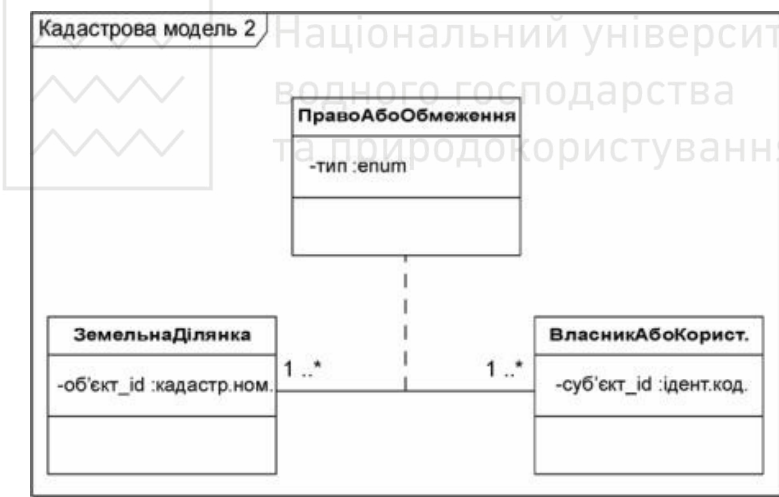 Кадастрова модель 2
Національний університ
водного господарства
та природокористування
ПравоАбоОбмеження
-тип :enum
ЗемельнаДілянка
-об'єкт_id :кадастр.ном.
1 ..*
1 ..*
ВласникАбоКорист.
-суб'єкт_id :ідент.код.